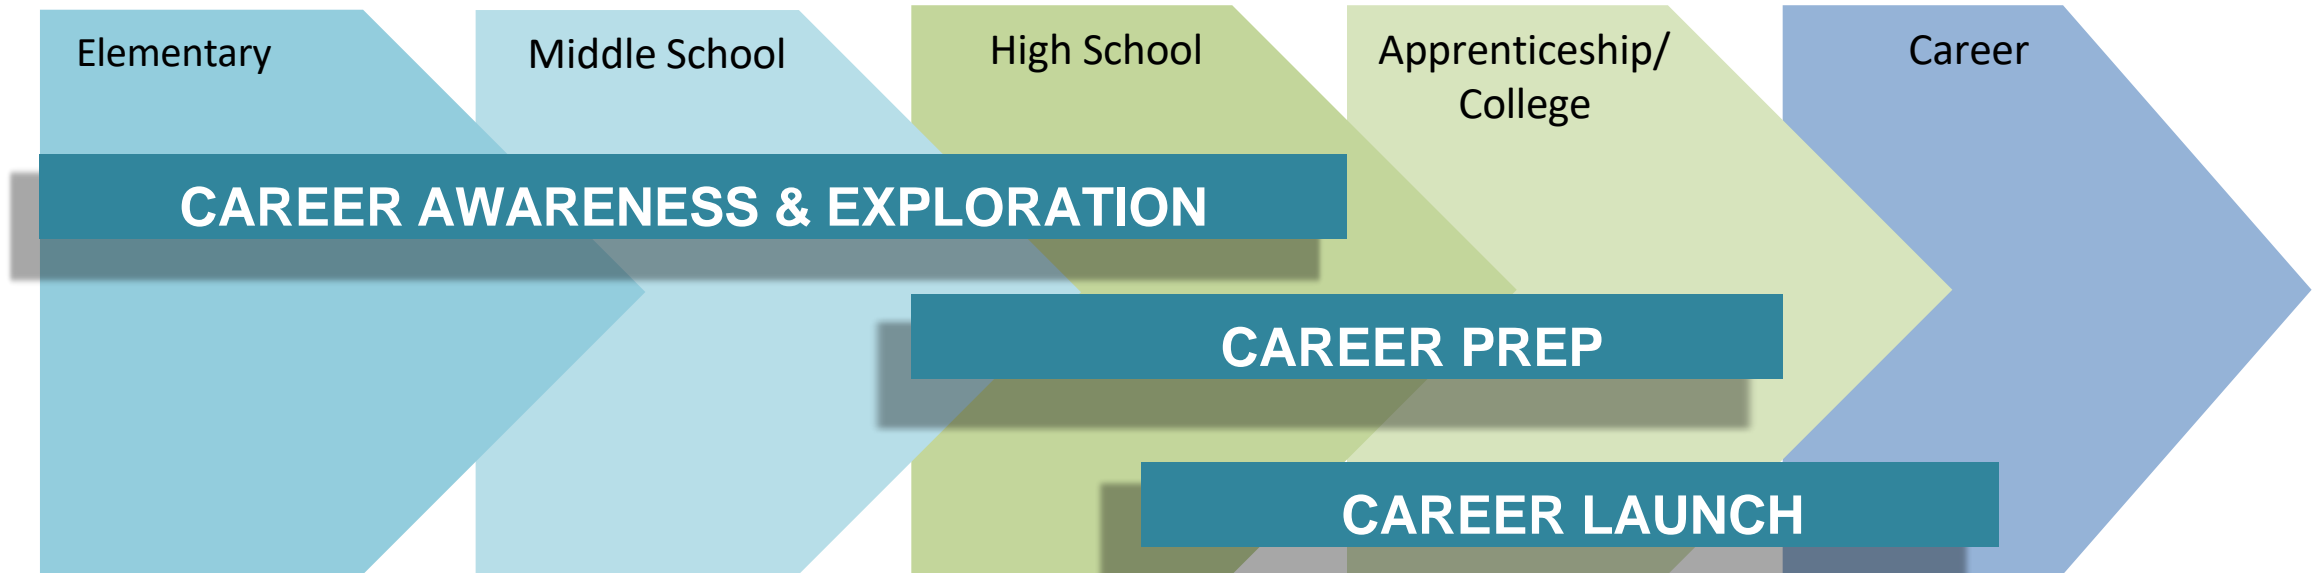 Elementary
Middle School
High School
Apprenticeship/
College
Career
CAREER AWARENESS & EXPLORATION
CAREER PREP
CAREER LAUNCH